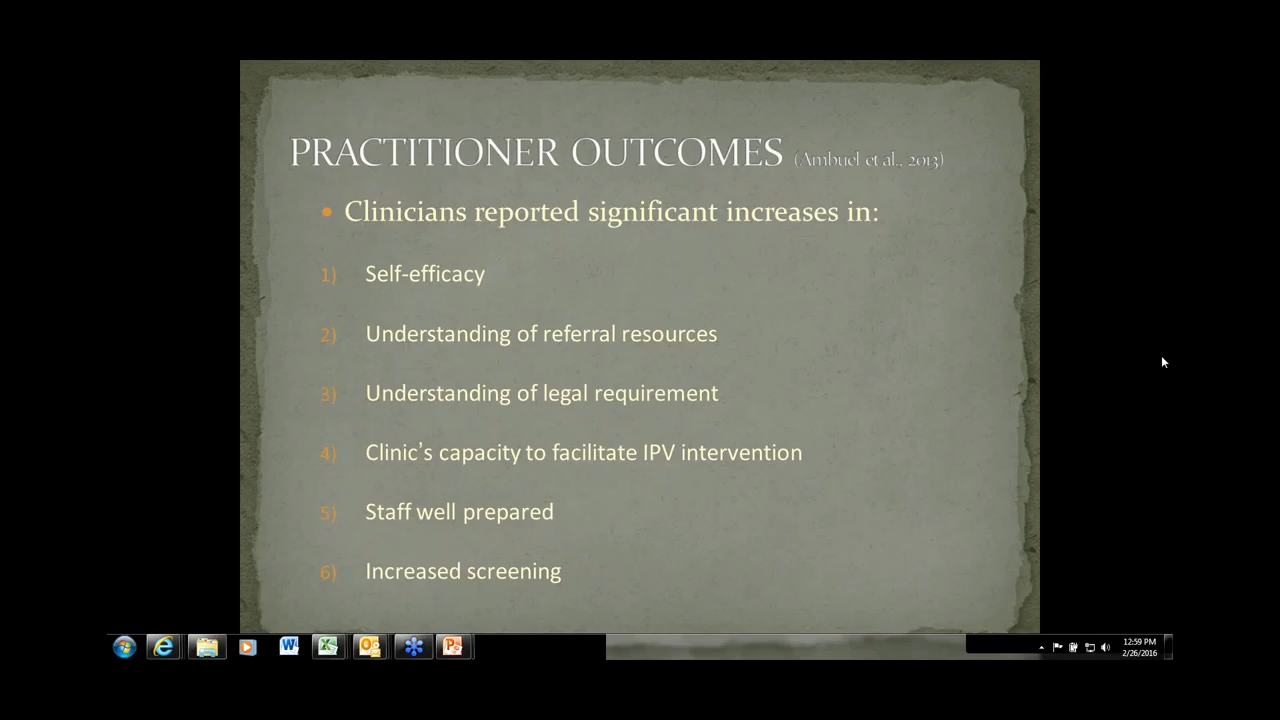 PRACTITIONER OUTCOMES (Ambuel et al., 2013)
• Clinicians reported significant increases in:
1) Self-efficacy
2) Understanding of referral resources
3) Understanding of legal requirement
4) Clinic's capacity to facilitate IPV intervention
5) Staff well prepared
6) Increased screening
12:59 PM
2/26/2016